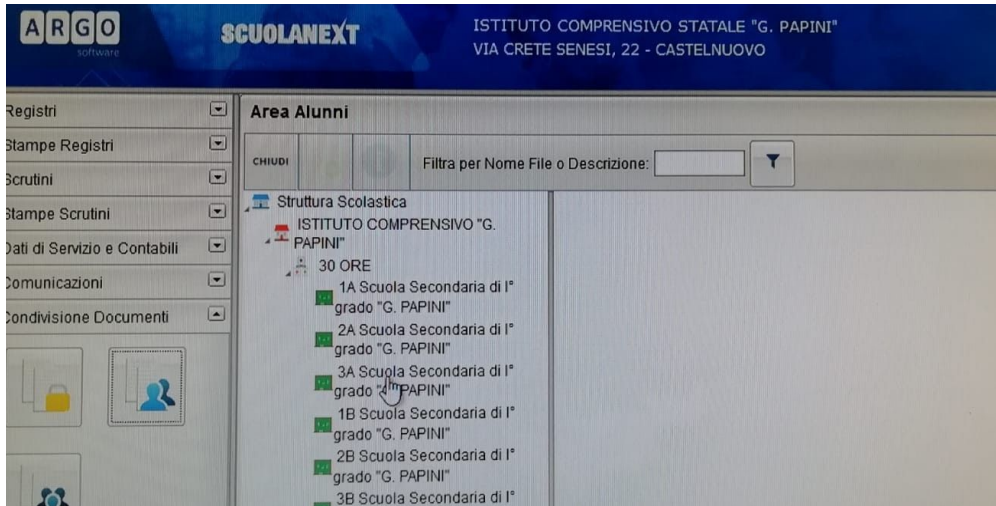 ARGO
software
SCUOLANEXT
ISTITUTO COMPRENSIVO STATALE "G. PAPINI"
VIA CRETE SENESI, 22 - CASTELNUOVO
Registri
Stampe Registri
Scrutini
Stampe Scrutini
Dati di Servizio e Contabili
Comunicazioni
Condivisione Documenti
Area Alunni
CHIUDI
Filtra per Nome File o Descrizione:
Struttura Scolastica
ISTITUTO COMPRENSIVO "G.
PAPINI"
30 ORE
1A Scuola Secondaria di I°
grado "G. PAPINI"
2A Scuola Secondaria di I°
grado "G. PAPINI"
3A Scuola Secondaria di I°
grado "G. PAPINI"
1B Scuola Secondaria di I°
grado "G. PAPINI"
2B Scuola Secondaria di I°
grado "G. PAPINI"
3B Scuola Secondaria di I°